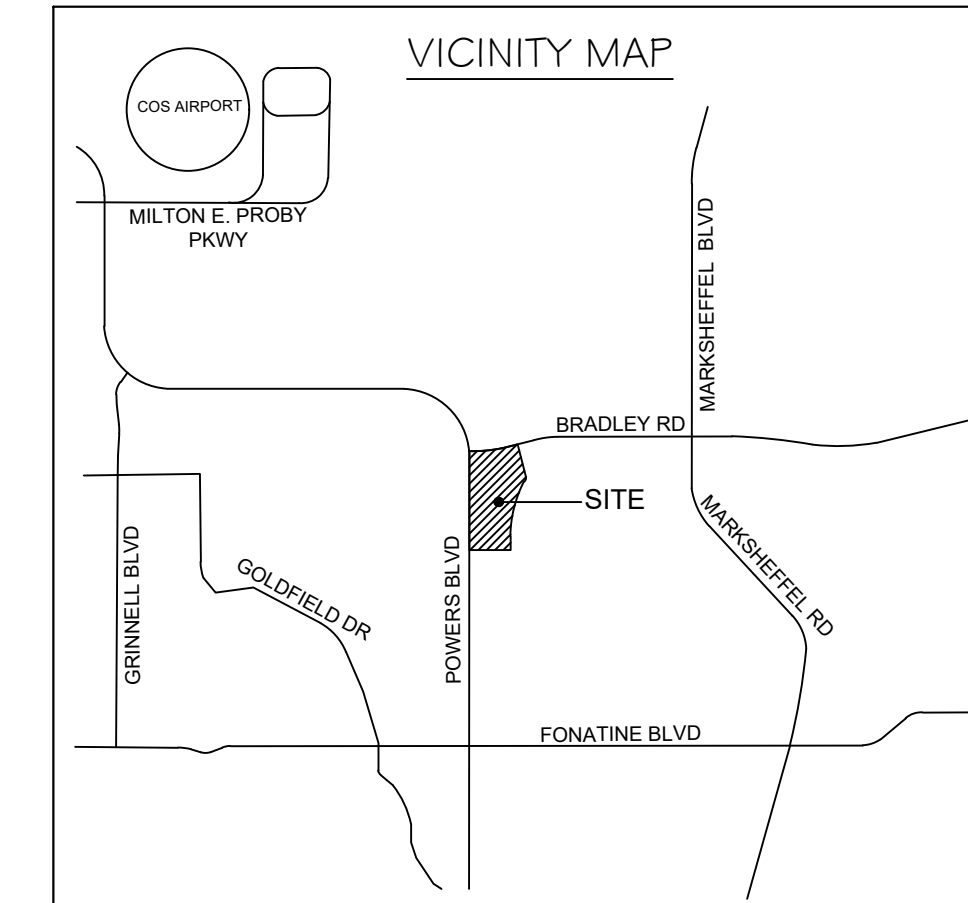 VICINITY MAP
COS AIRPORT
MILTON E. PROBY
PKWY
MARKSHEFFEL BLVD
BRADLEY RD
SITE
MARKSHEFFEL RD
GRINNELL BLVD
GOLDFIELD DR
POWERS BLVD
FONATINE BLVD